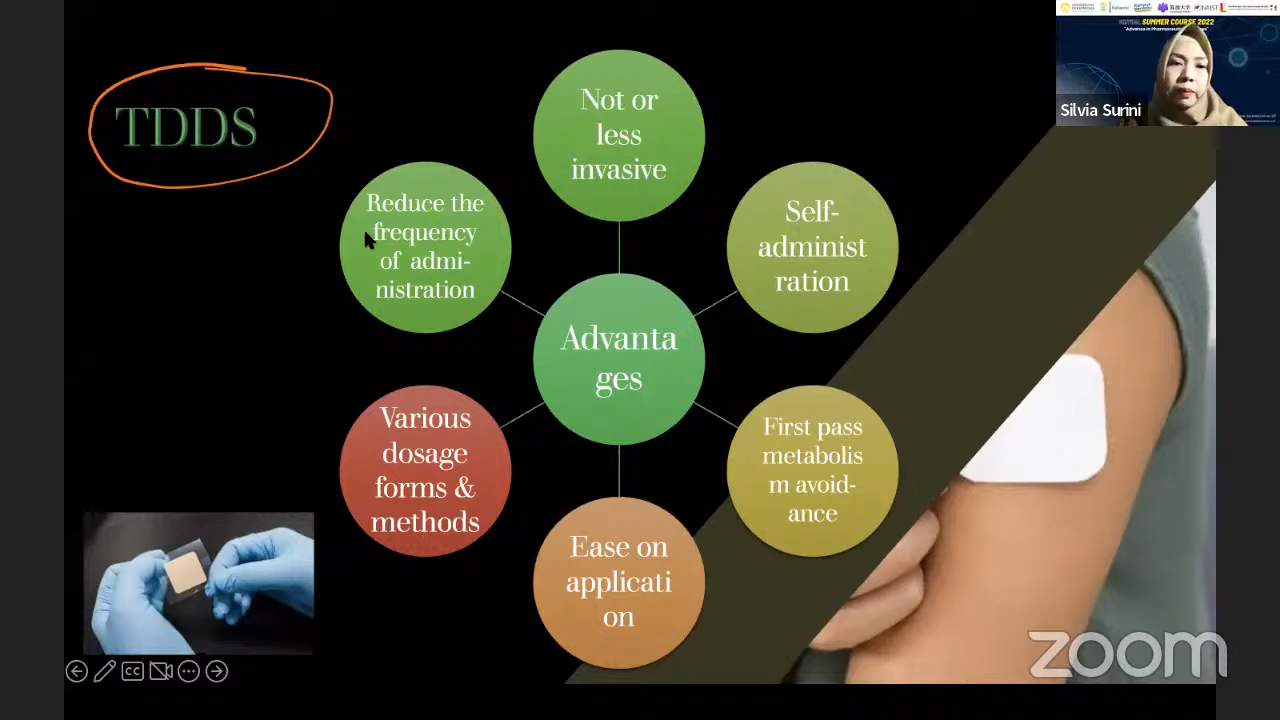 TDDS
Not or
less
invasive
Self-
administ
ration
First pass
metabolis
m avoid-
ance
Ease on
applicati
on
Various
dosage
forms &
methods
Reduce the
frequency
of admi-
nistration
Advanta
ges
SUMMER COURSE 2022
Silvia Surini
CC
zoom